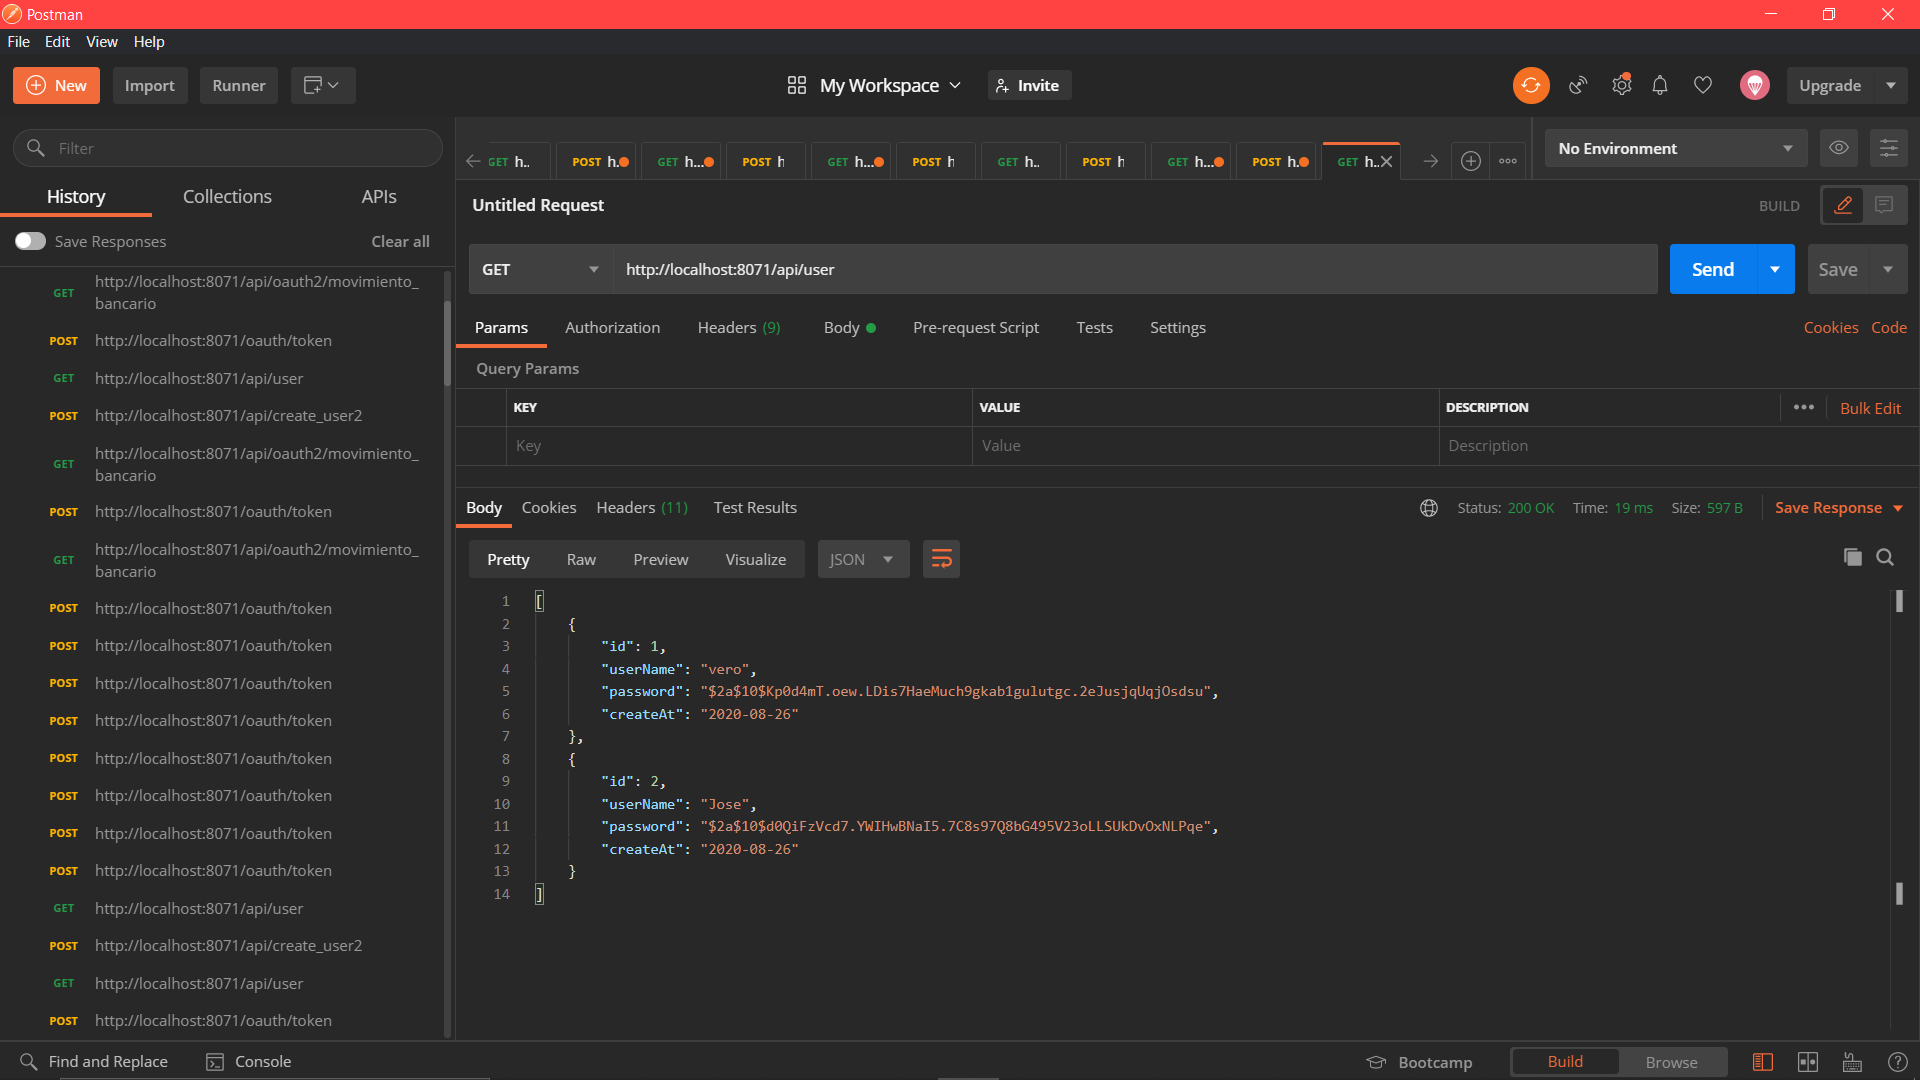 Postman
File Edit View Help
New Import Runner
My Workspace Invite
Upgrade
Filter
History Collections APIs
Save Responses Clear all
GET http://localhost:8071/api/oauth2/movimiento_
bancario
POST http://localhost:8071/oauth/token
GET http://localhost:8071/api/user
POST http://localhost:8071/api/create_user2
GET http://localhost:8071/api/oauth2/movimiento_
bancario
POST http://localhost:8071/oauth/token
GET http://localhost:8071/api/oauth2/movimiento_
bancario
POST http://localhost:8071/oauth/token
POST http://localhost:8071/oauth/token
POST http://localhost:8071/oauth/token
POST http://localhost:8071/oauth/token
POST http://localhost:8071/oauth/token
POST http://localhost:8071/oauth/token
POST http://localhost:8071/oauth/token
POST http://localhost:8071/oauth/token
GET http://localhost:8071/api/user
POST http://localhost:8071/api/create_user2
GET http://localhost:8071/api/user
POST http://localhost:8071/oauth/token
GET h.. POST h. GET h... POST h GET h... POST h GET h.. POST h GET h... POST h. GET h..
No Environment
Untitled Request
BUILD
GET http://localhost:8071/api/user Send Save
Params Authorization Headers (9) Body Pre-request Script Tests Settings Cookies Code
Query Params
KEY VALUE DESCRIPTION ••• Bulk Edit
Key Value Description
Body Cookies Headers (11) Test Results Status: 200 OK Time: 19 ms Size: 597 B Save Response
Pretty Raw Preview Visualize JSON
1 [
2 {
3 "id": 1,
4 "userName": "vero",
5 "password": "$2a$10$Kp0d4mT.oew.LDis7HaeMuch9gkab1gulutgc.2eJusjqUqjOsdsu",
6 "createAt": "2020-08-26"
7 },
8 {
9 "id": 2,
10 "userName": "Jose",
11 "password": "$2a$10$d0QiFzVcd7.YWIHwBNaI5.7C8s97Q8bG495V23oLLSUkDvOxNLPqe",
12 "createAt": "2020-08-26"
13 }
14 ]
Find and Replace Console Bootcamp Build Browse